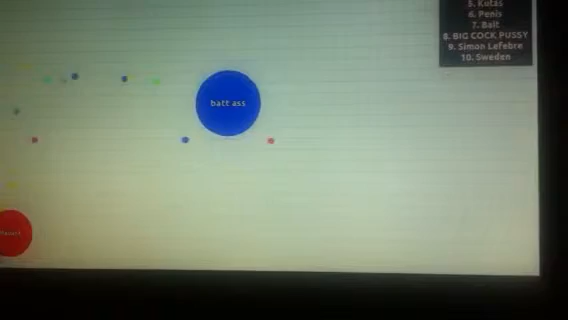 5. Kutas
6. Penis
7. Bait
8. BIG COCK PUSSY
9. Simon Lefebre
10. Sweden
batt ass